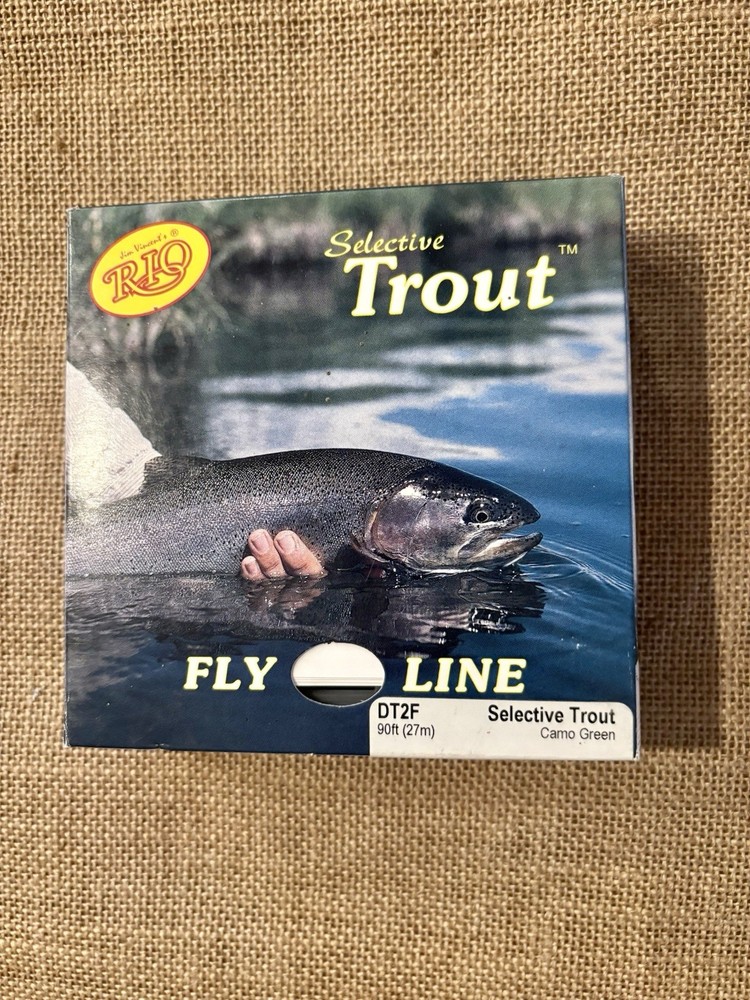 Jim Vincent's ®
RIO
Selective
Trout™
FLY LINE
DT2F Selective Trout
90ft (27m) Camo Green